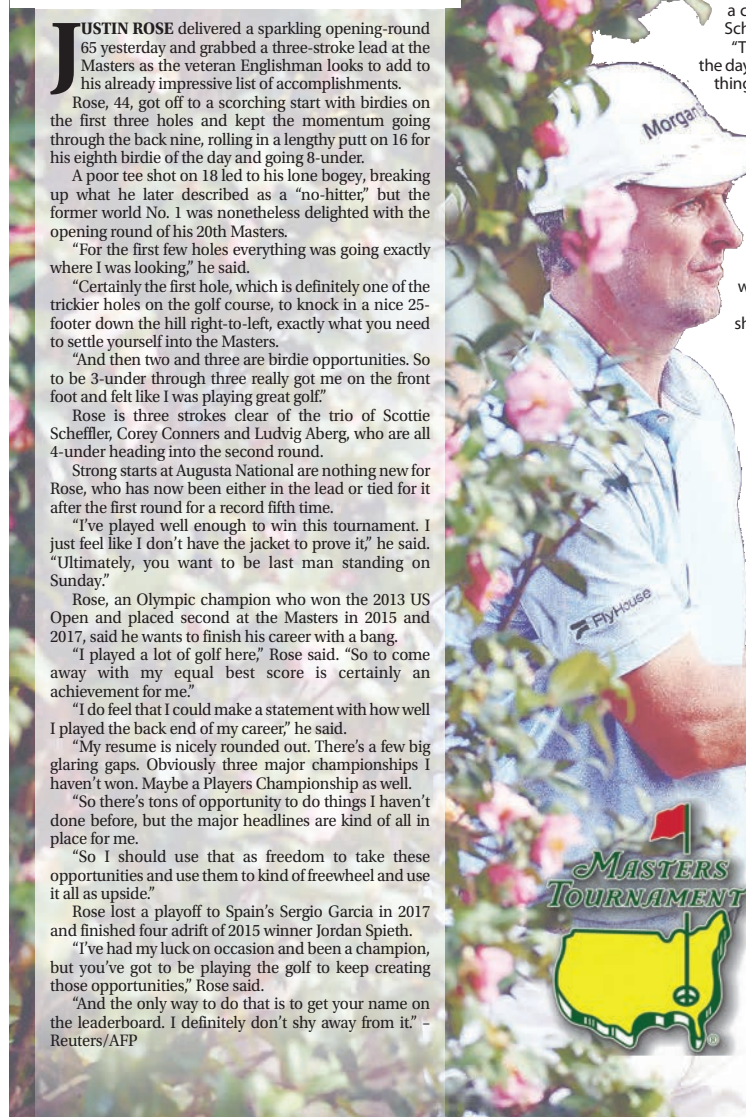 JUSTIN ROSE delivered a sparkling opening-round
65 yesterday and grabbed a three-stroke lead at the
Masters as the veteran Englishman looks to add to
his already impressive list of accomplishments.
Rose, 44, got off to a scorching start with birdies on
the first three holes and kept the momentum going
through the back nine, rolling in a lengthy putt on 16 for
his eighth birdie of the day and going 8-under.
A poor tee shot on 18 led to his lone bogey, breaking
up what he later described as a “no-hitter,” but the
former world No. 1 was nonetheless delighted with the
opening round of his 20th Masters.
“For the first few holes everything was going exactly
where I was looking,” he said.
“Certainly the first hole, which is definitely one of the
trickier holes on the golf course, to knock in a nice 25-
footer down the hill right-to-left, exactly what you need
to settle yourself into the Masters.
“And then two and three are birdie opportunities. So
to be 3-under through three really got me on the front
foot and felt like I was playing great golf.”
Rose is three strokes clear of the trio of Scottie
Scheffler, Corey Conners and Ludvig Aberg, who are all
4-under heading into the second round.
Strong starts at Augusta National are nothing new for
Rose, who has now been either in the lead or tied for it
after the first round for a record fifth time.
“I’ve played well enough to win this tournament. I
just feel like I don’t have the jacket to prove it,” he said.
“Ultimately, you want to be last man standing on
Sunday.”
Rose, an Olympic champion who won the 2013 US
Open and placed second at the Masters in 2015 and
2017, said he wants to finish his career with a bang.
“I played a lot of golf here,” Rose said. “So to come
away with my equal best score is certainly an
achievement for me.”
“I do feel that I could make a statement with how well
I played the back end of my career,” he said.
“My resume is nicely rounded out. There’s a few big
glaring gaps. Obviously three major championships I
haven’t won. Maybe a Players Championship as well.
“So there’s tons of opportunity to do things I haven’t
done before, but the major headlines are kind of all in
place for me.
“So I should use that as freedom to take these
opportunities and use them to kind of freewheel and use
it all as upside.”
Rose lost a playoff to Spain’s Sergio Garcia in 2017
and finished four adrift of 2015 winner Jordan Spieth.
“I’ve had my luck on occasion and been a champion,
but you’ve got to be playing the golf to keep creating
those opportunities,” Rose said.
“And the only way to do that is to get your name on
the leaderboard. I definitely don’t shy away from it.” –
Reuters/AFP
the day
Morgan
FlyHouse
MASTERS
TOURNAMENT
®